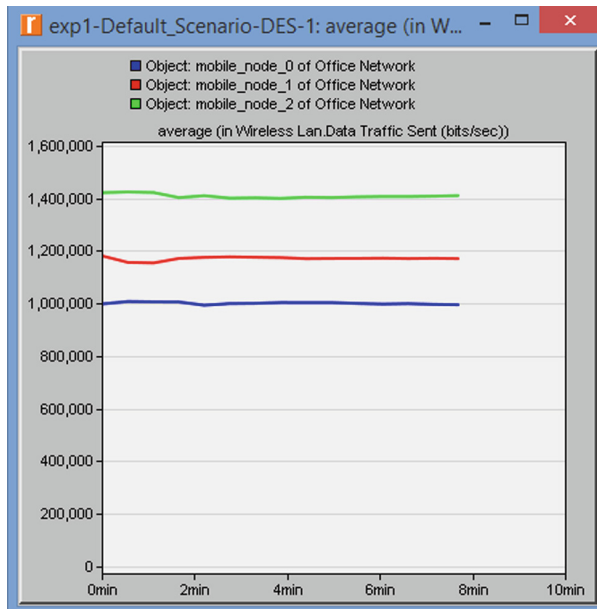 r exp1-Default_Scenario-DES-1: average (in W...
Object: mobile_node_0 of Office Network
Object: mobile_node_1 of Office Network
Object: mobile_node_2 of Office Network
average (in Wireless Lan.Data Traffic Sent (bits/sec))
1,600,000
1,400,000
1,200,000
1,000,000
800,000
600,000
400,000
200,000
0
0min 2min 4min 6min 8min 10min